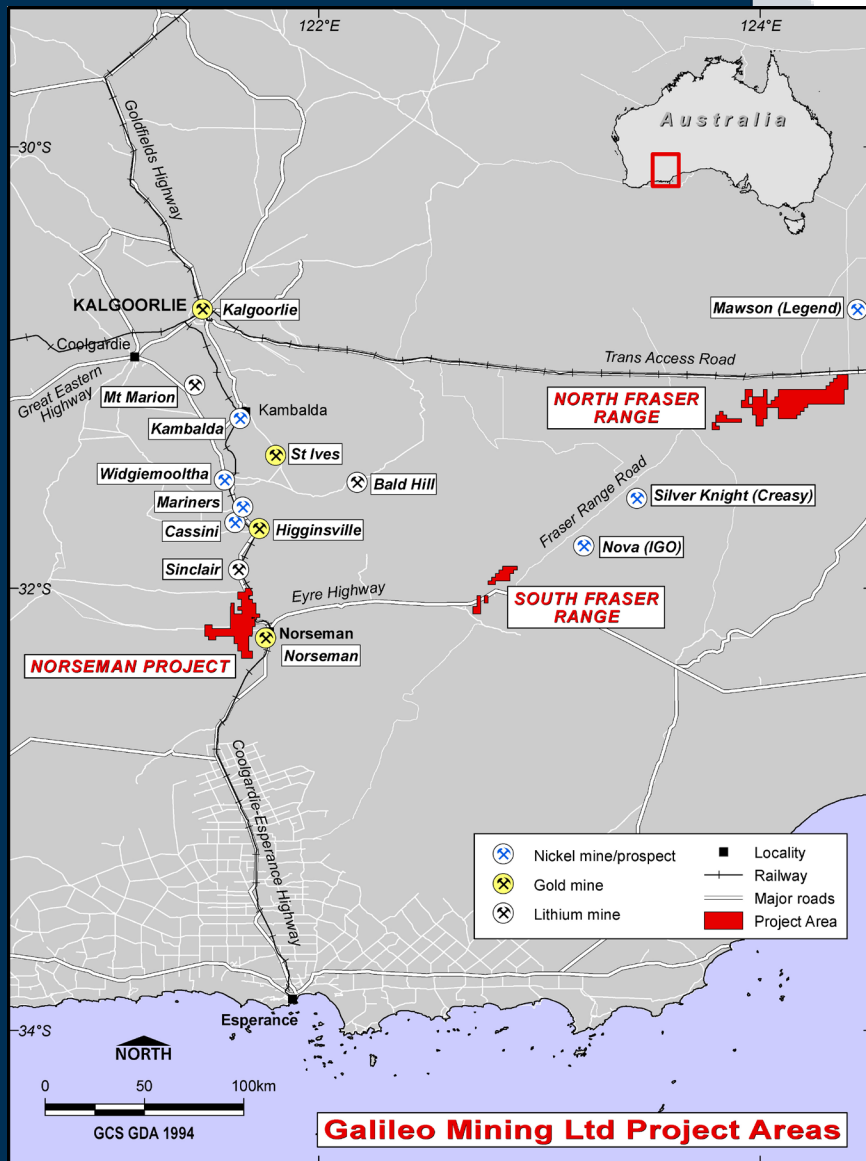 122°E
124°E
Goldfields Highway
Australia
30°S
KALGOORLIE
Kalgoorlie
Mawson (Legend)
Coolgardie
Trans Access Road
Great Eastern
Highway
Mt Marion
NORTH FRASER
RANGE
Kambalda
Kambalda
St Ives
Widgiemooltha
Bald Hill
Fraser Range Road
Silver Knight (Creasy)
Mariners
Cassini
Higginsville
Nova (IGO)
Sinclair
32°S
Eyre Highway
SOUTH FRASER
RANGE
Norseman
Norseman
NORSEMAN PROJECT
Coolgardie-Esperance Highway
Nickel mine/prospect
Gold mine
Lithium mine
Locality
Railway
Major roads
Project Area
Esperance
34°S
NORTH
0 50 100km
GCS GDA 1994
Galileo Mining Ltd Project Areas